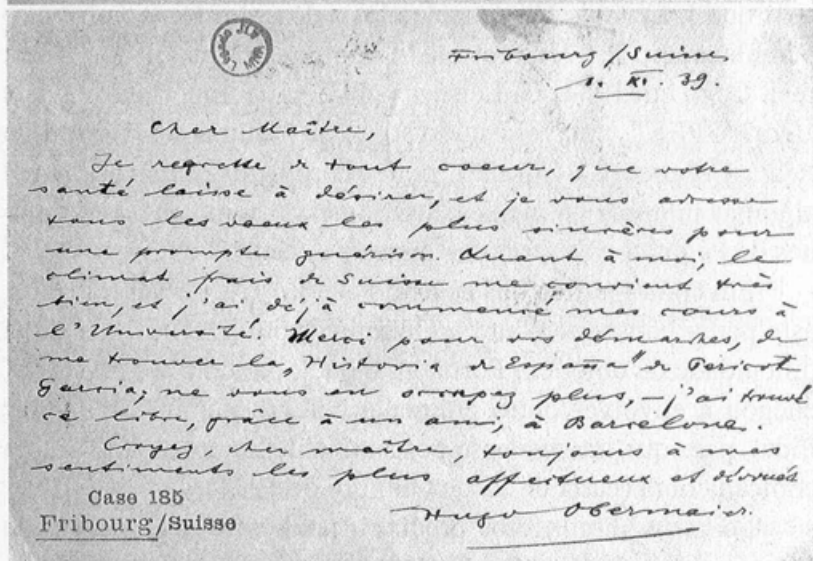 Fribourg/Suisse
1. XI. 39.
Cher Maître,
Je regrette de tout coeur, que votre
santé laisse à désirer, et je vous adresse
tous les voeux les plus sincères pour
une prompte guérison. Quant à moi, le
climat frais de Suisse me convient très
bien, et j'ai déjà commencé mes cours à
l'Université. Merci pour vos démarches, de
me trouver la „Historia de España" de Pericot
Garcia; ne vous en occupez plus, – j'ai trouvé
ce libre, grâce à un ami, à Barcelone.
Croyez, cher maître, toujours à mes
sentiments les plus affectueux et dévoués
Hugo Obermaier.
Case 185
Fribourg/Suisse